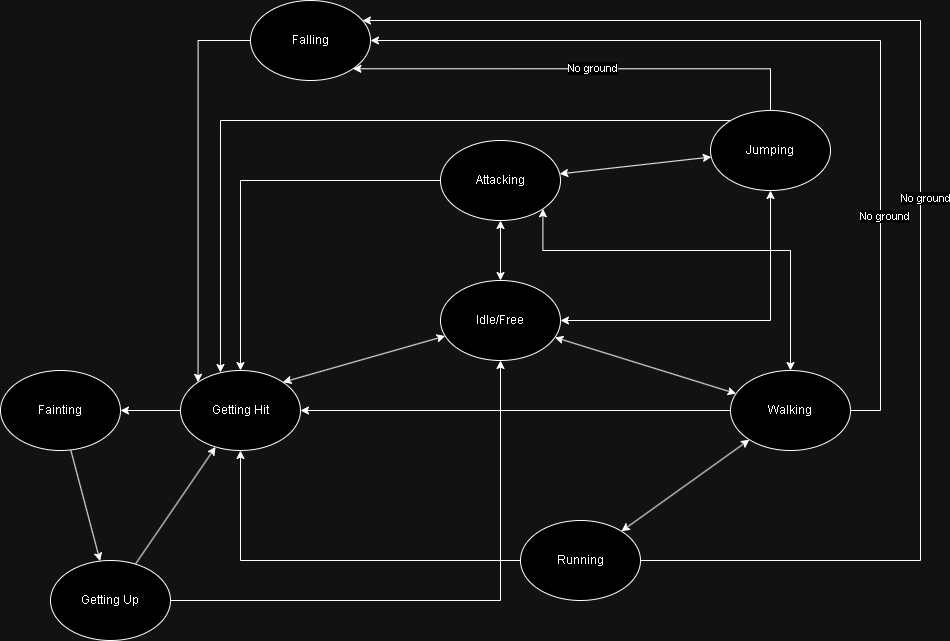 Falling
No ground
Jumping
Attacking
No ground
No ground
Idle/Free
Fainting
Getting Hit
Walking
Running
Getting Up